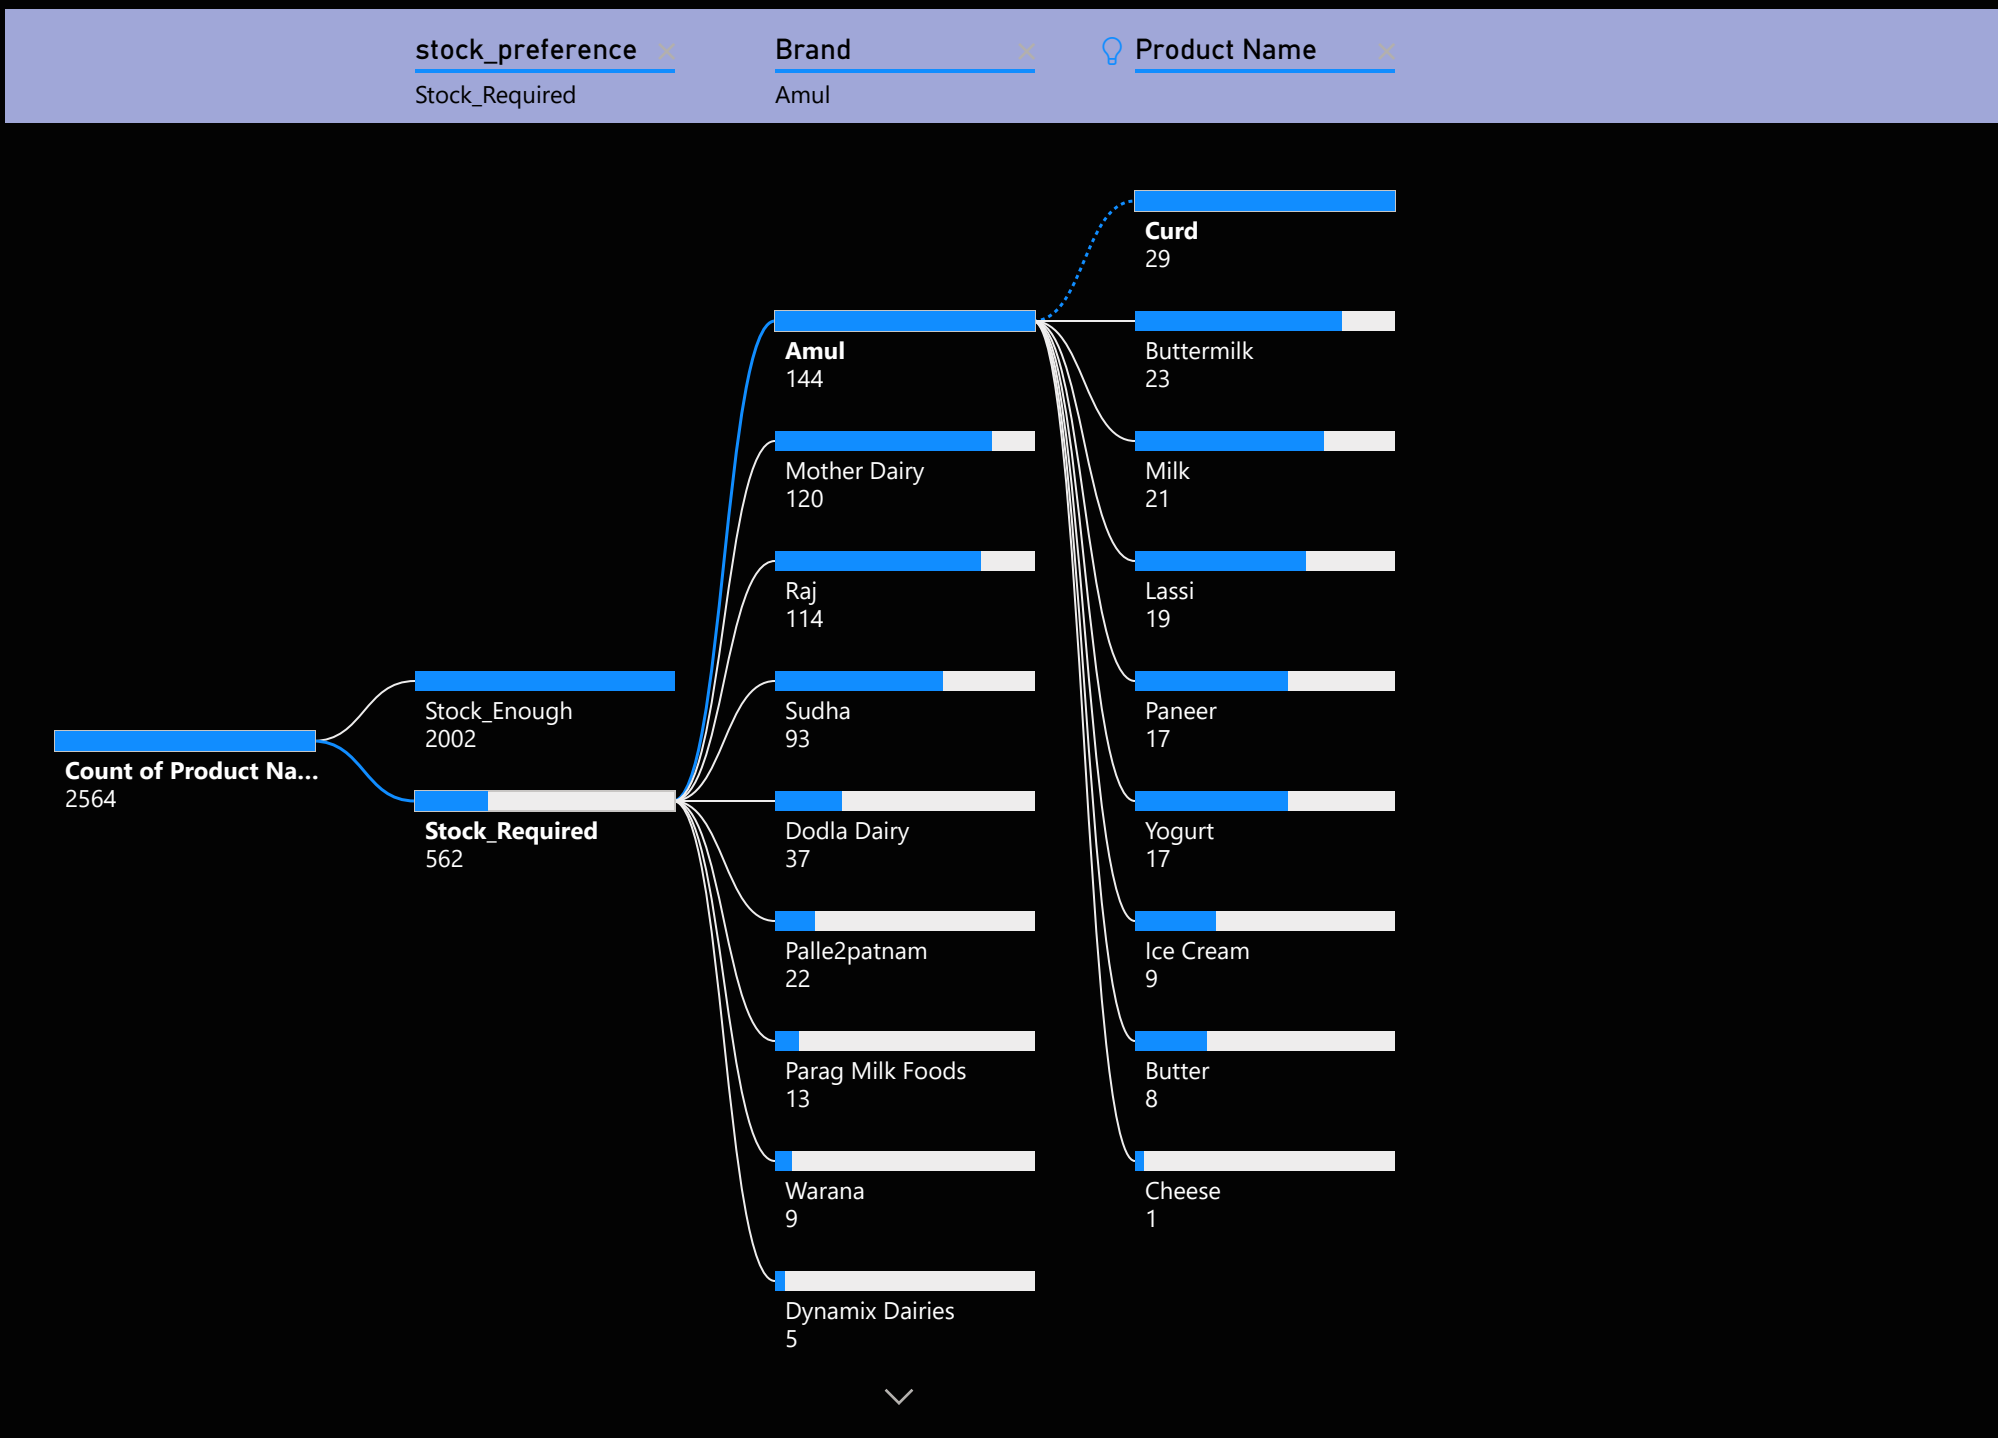 stock_preference
Stock_Required
Brand
Amul
Product Name
Count of Product Na...
2564
Stock_Enough
2002
Stock_Required
562
Amul
144
Mother Dairy
120
Raj
114
Sudha
93
Dodla Dairy
37
Palle2patnam
22
Parag Milk Foods
13
Warana
9
Dynamix Dairies
5
Curd
29
Buttermilk
23
Milk
21
Lassi
19
Paneer
17
Yogurt
17
Ice Cream
9
Butter
8
Cheese
1